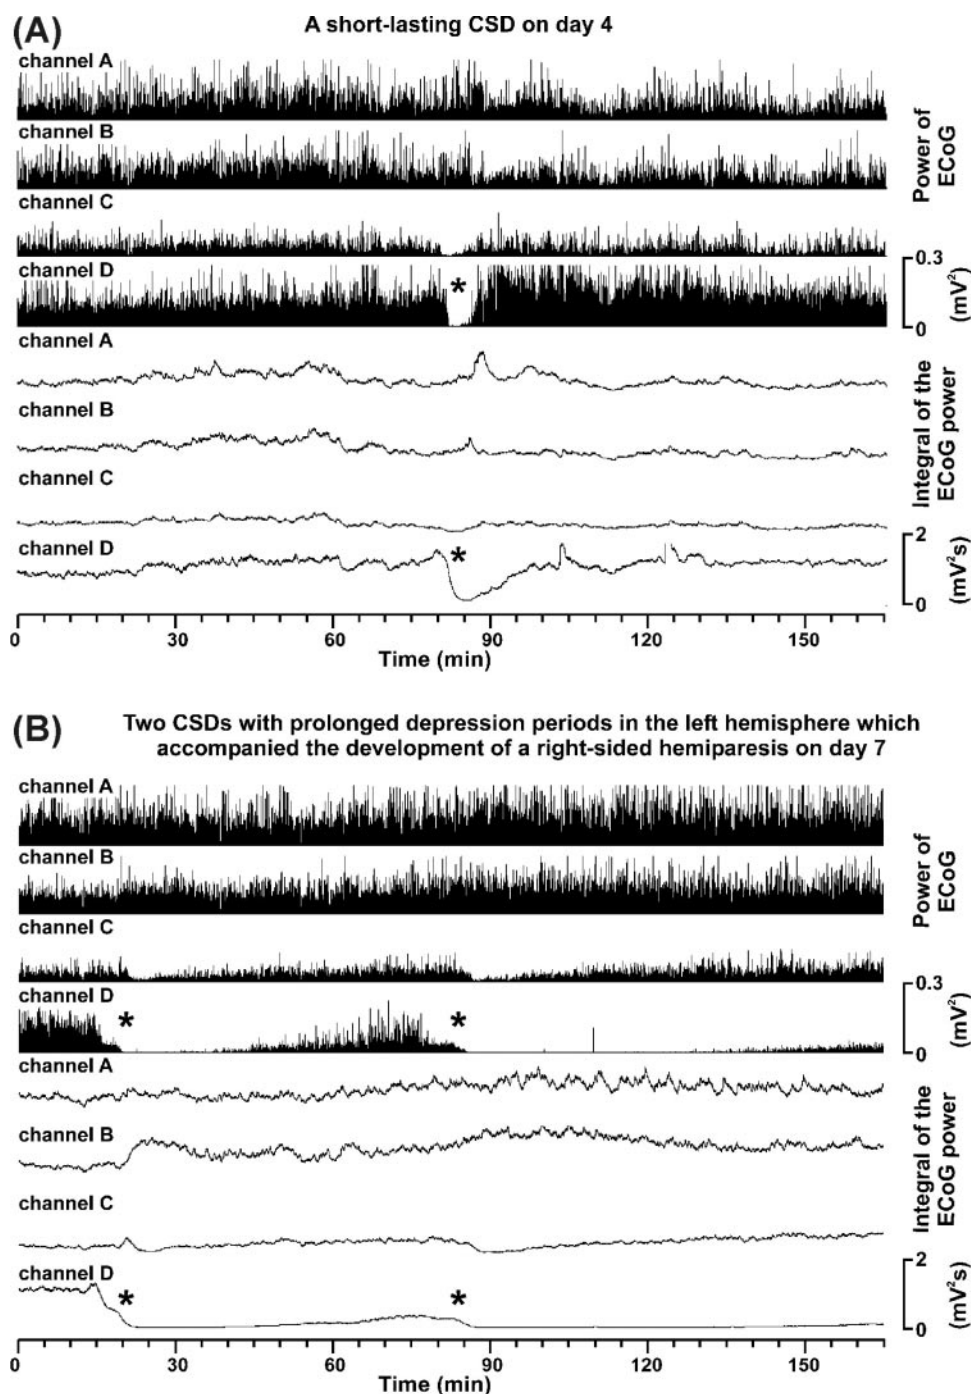 (A)
A short-lasting CSD on day 4
channel A
channel B
channel C
channel D
*
Power of
ECoG
0.3
(mV²)
0
channel A
channel B
channel C
channel D
*
Integral of the
ECoG power
2
(mV²s)
0
0 30 60 90 120 150
Time (min)
(B)
Two CSDs with prolonged depression periods in the left hemisphere which
accompanied the development of a right-sided hemiparesis on day 7
channel A
channel B
channel C
channel D
* *
Power of
ECoG
0.3
(mV²)
0
channel A
channel B
channel C
channel D
* *
Integral of the
ECoG power
2
(mV²s)
0
0 30 60 90 120 150
Time (min)